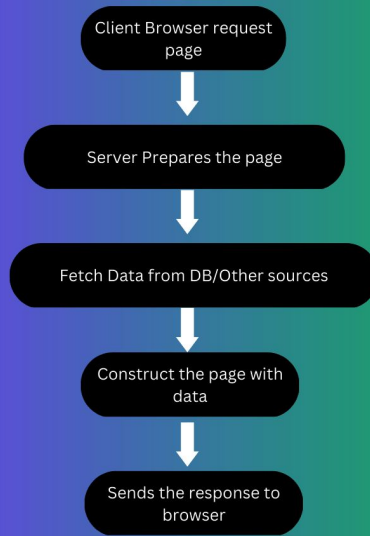 Client Browser request
page
Server Prepares the page
Fetch Data from DB/Other sources
Construct the page with
data
Sends the response to
browser